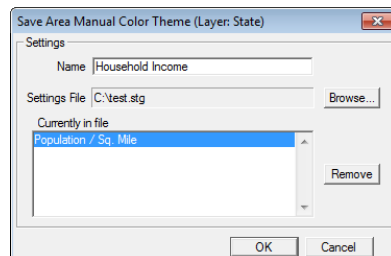 Save Area Manual Color Theme (Layer: State)
Settings
Name Household Income
Settings File C:\test.stg Browse...
Currently in file
Population / Sq. Mile
Remove
OK Cancel